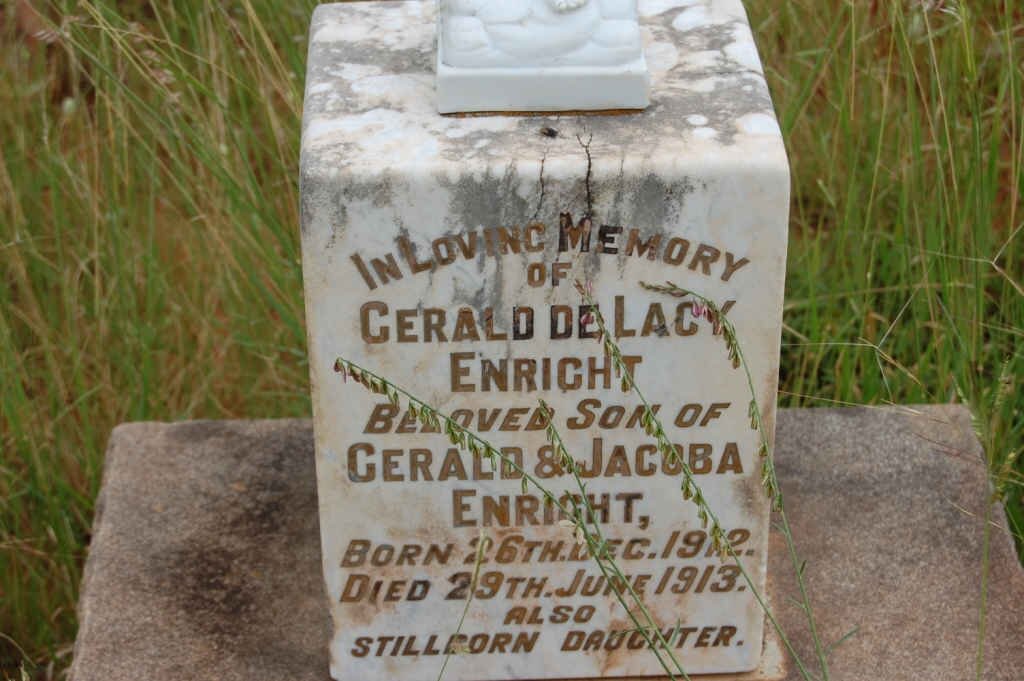 IN LOVING MEMORY
OF
GERALD DE LACY
ENRIGHT
BELOVED SON OF
GERALD & JACOBA
ENRIGHT,
BORN 26TH. DEC. 1912.
DIED 29TH. JUNE 1913.
ALSO
STILLBORN DAUGHTER.